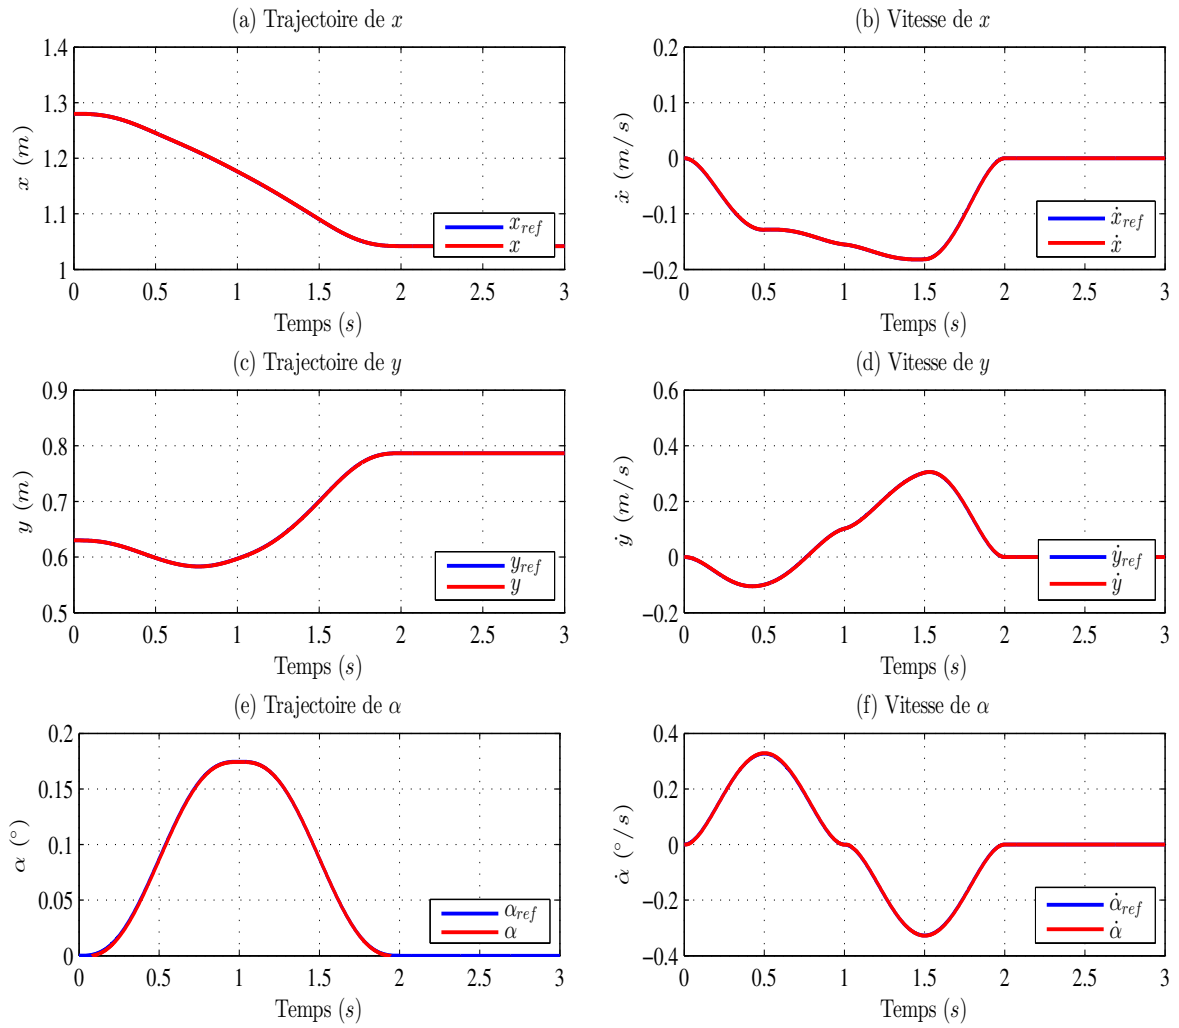 (a) Trajectoire de x
1.4
1.3
1.2
1.1
1
x (m)
x_ref
x
0 0.5 1 1.5 2 2.5 3
Temps (s)
(b) Vitesse de x
0.2
0.1
0
−0.1
−0.2
ẋ (m/s)
ẋ_ref
ẋ
0 0.5 1 1.5 2 2.5 3
Temps (s)
(c) Trajectoire de y
0.9
0.8
0.7
0.6
0.5
y (m)
y_ref
y
0 0.5 1 1.5 2 2.5 3
Temps (s)
(d) Vitesse de y
0.6
0.4
0.2
0
−0.2
ẏ (m/s)
ẏ_ref
ẏ
0 0.5 1 1.5 2 2.5 3
Temps (s)
(e) Trajectoire de α
0.2
0.15
0.1
0.05
0
α (°)
α_ref
α
0 0.5 1 1.5 2 2.5 3
Temps (s)
(f) Vitesse de α
0.4
0.2
0
−0.2
−0.4
α̇ (°/s)
α̇_ref
α̇
0 0.5 1 1.5 2 2.5 3
Temps (s)